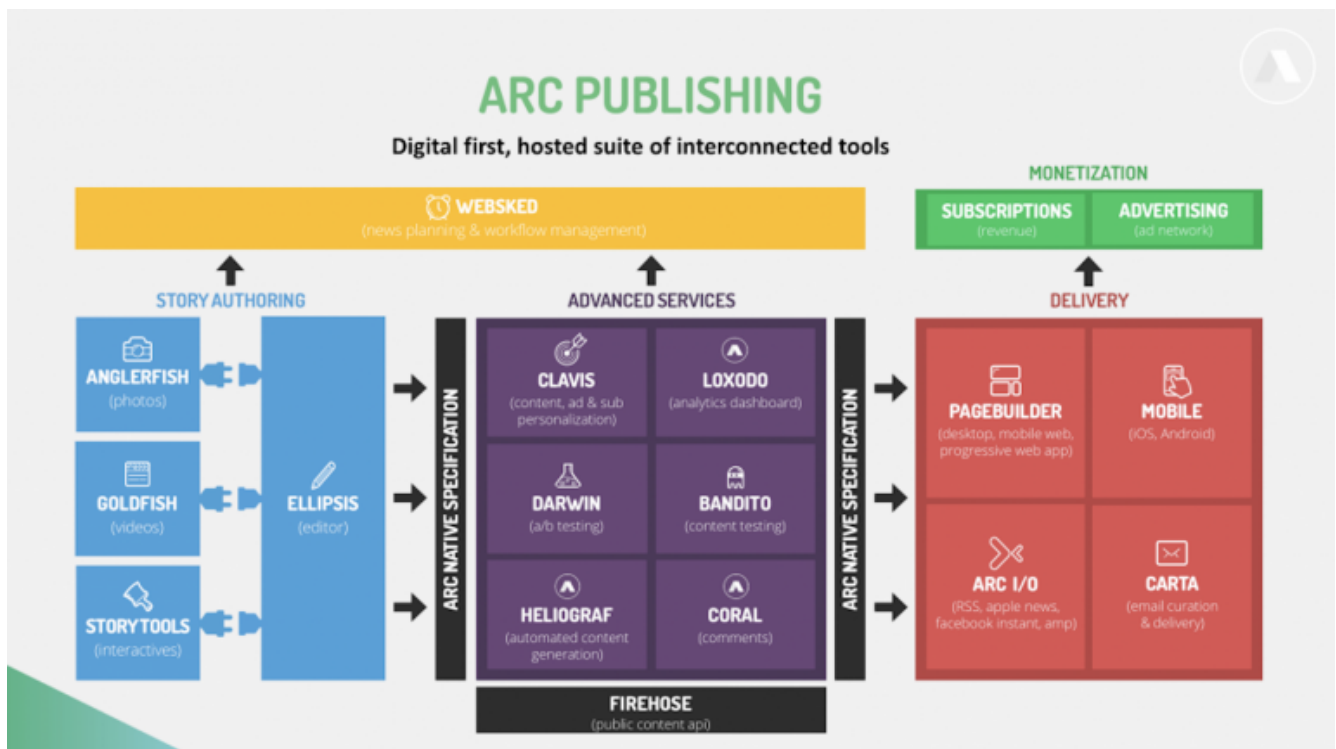 ARC PUBLISHING
Digital first, hosted suite of interconnected tools
WEBSKED
(news planning & workflow management)
MONETIZATION
SUBSCRIPTIONS
(revenue)
ADVERTISING
(ad network)
STORY AUTHORING
ANGLERFISH
(photos)
GOLDFISH
(videos)
STORYTOOLS
(interactives)
ELLIPSIS
(editor)
ARC NATIVE SPECIFICATION
ADVANCED SERVICES
CLAVIS
(content, ad & sub
personalization)
LOXODO
(analytics dashboard)
DARWIN
(a/b testing)
BANDITO
(content testing)
HELIOGRAF
(automated content
generation)
CORAL
(comments)
FIREHOSE
(public content api)
ARC NATIVE SPECIFICATION
DELIVERY
PAGEBUILDER
(desktop, mobile web,
progressive web app)
MOBILE
(iOS, Android)
ARC I/O
(RSS, apple news,
facebook instant, amp)
CARTA
(email curation
& delivery)